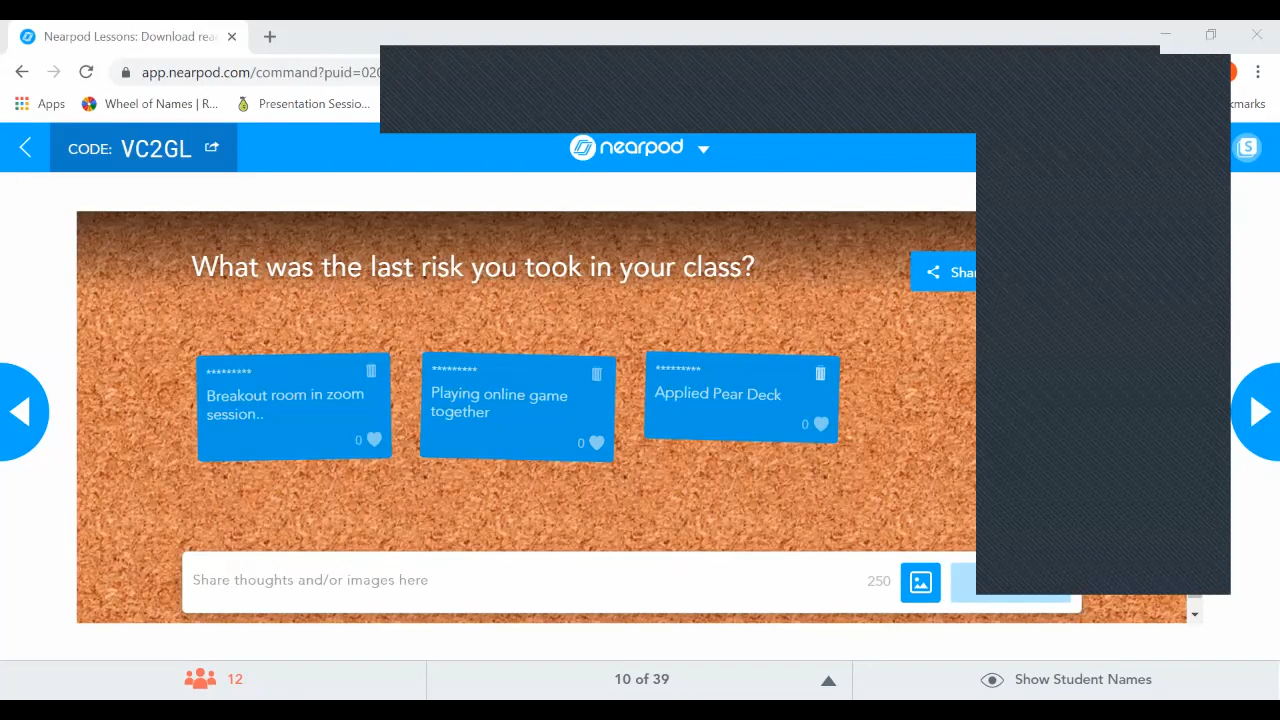 Nearpod Lessons: Download rea
app.nearpod.com/command?puid=020
Apps
Wheel of Names | R...
Presentation Sessio...
kmarks
CODE: VC2GL
nearpod
S
What was the last risk you took in your class?
Shar
*********
Breakout room in zoom
session..
0
*********
Playing online game
together
0
*********
Applied Pear Deck
0
Share thoughts and/or images here
250
12
10 of 39
Show Student Names